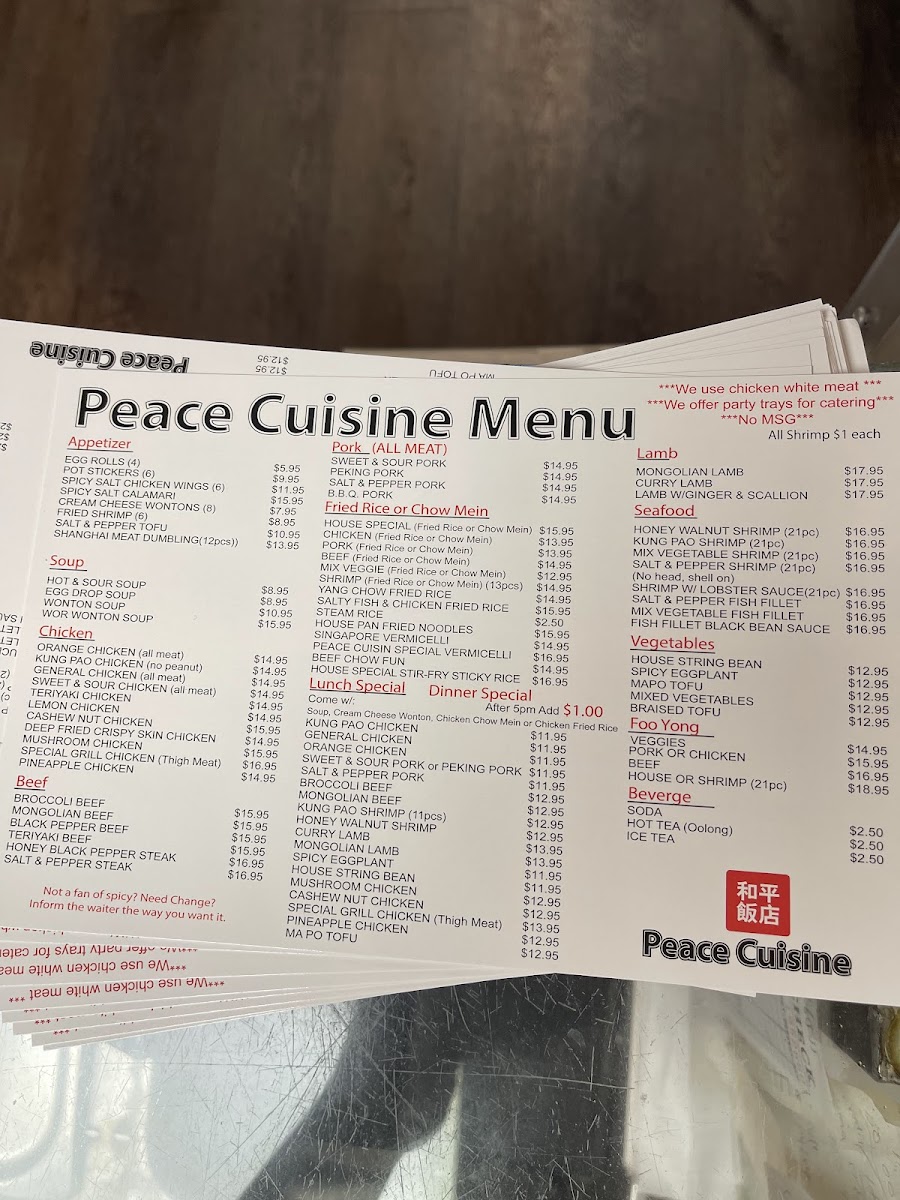 Peace Cuisine
$12.95
$12.95
MA PO TOFU
Peace Cuisine Menu
***We use chicken white meat ***
***We offer party trays for catering***
***No MSG***
All Shrimp $1 each
Appetizer
EGG ROLLS (4) $5.95
POT STICKERS (6) $9.95
SPICY SALT CHICKEN WINGS (6) $11.95
SPICY SALT CALAMARI $15.95
CREAM CHEESE WONTONS (8) $7.95
FRIED SHRIMP (6) $8.95
SALT & PEPPER TOFU $10.95
SHANGHAI MEAT DUMBLING(12pcs)) $13.95
Soup
HOT & SOUR SOUP $8.95
EGG DROP SOUP $8.95
WONTON SOUP $10.95
WOR WONTON SOUP $15.95
Chicken
ORANGE CHICKEN (all meat) $14.95
KUNG PAO CHICKEN (no peanut) $14.95
GENERAL CHICKEN (all meat) $14.95
SWEET & SOUR CHICKEN (all meat) $14.95
TERIYAKI CHICKEN $14.95
LEMON CHICKEN $14.95
CASHEW NUT CHICKEN $15.95
DEEP FRIED CRISPY SKIN CHICKEN $14.95
MUSHROOM CHICKEN $15.95
SPECIAL GRILL CHICKEN (Thigh Meat) $16.95
PINEAPPLE CHICKEN $14.95
Beef
BROCCOLI BEEF $15.95
MONGOLIAN BEEF $15.95
BLACK PEPPER BEEF $15.95
TERIYAKI BEEF $15.95
HONEY BLACK PEPPER STEAK $16.95
SALT & PEPPER STEAK $16.95
Not a fan of spicy? Need Change?
Inform the waiter the way you want it.
Pork (ALL MEAT)
SWEET & SOUR PORK $14.95
PEKING PORK $14.95
SALT & PEPPER PORK $14.95
B.B.Q. PORK $14.95
Fried Rice or Chow Mein
HOUSE SPECIAL (Fried Rice or Chow Mein) $15.95
CHICKEN (Fried Rice or Chow Mein) $13.95
PORK (Fried Rice or Chow Mein) $13.95
BEEF (Fried Rice or Chow Mein) $14.95
MIX VEGGIE (Fried Rice or Chow Mein) $12.95
SHRIMP (Fried Rice or Chow Mein) (13pcs) $14.95
YANG CHOW FRIED RICE $14.95
SALTY FISH & CHICKEN FRIED RICE $15.95
STEAM RICE $2.50
HOUSE PAN FRIED NOODLES $15.95
SINGAPORE VERMICELLI $14.95
PEACE CUISIN SPECIAL VERMICELLI $16.95
BEEF CHOW FUN $14.95
HOUSE SPECIAL STIR-FRY STICKY RICE $16.95
Lunch Special Dinner Special
Come w/: After 5pm Add $1.00
Soup, Cream Cheese Wonton, Chicken Chow Mein or Chicken Fried Rice
KUNG PAO CHICKEN $11.95
GENERAL CHICKEN $11.95
ORANGE CHICKEN $11.95
SWEET & SOUR PORK or PEKING PORK $11.95
SALT & PEPPER PORK $11.95
BROCCOLI BEEF $12.95
MONGOLIAN BEEF $12.95
KUNG PAO SHRIMP (11pcs) $12.95
HONEY WALNUT SHRIMP $12.95
CURRY LAMB $13.95
MONGOLIAN LAMB $13.95
SPICY EGGPLANT $11.95
HOUSE STRING BEAN $11.95
MUSHROOM CHICKEN $12.95
CASHEW NUT CHICKEN $12.95
SPECIAL GRILL CHICKEN (Thigh Meat) $13.95
PINEAPPLE CHICKEN $12.95
MA PO TOFU $12.95
Lamb
MONGOLIAN LAMB $17.95
CURRY LAMB $17.95
LAMB W/GINGER & SCALLION $17.95
Seafood
HONEY WALNUT SHRIMP (21pc) $16.95
KUNG PAO SHRIMP (21pc) $16.95
MIX VEGETABLE SHRIMP (21pc) $16.95
SALT & PEPPER SHRIMP (21pc) $16.95
(No head, shell on)
SHRIMP W/ LOBSTER SAUCE(21pc) $16.95
SALT & PEPPER FISH FILLET $16.95
MIX VEGETABLE FISH FILLET $16.95
FISH FILLET BLACK BEAN SAUCE $16.95
Vegetables
HOUSE STRING BEAN $12.95
SPICY EGGPLANT $12.95
MAPO TOFU $12.95
MIXED VEGETABLES $12.95
BRAISED TOFU $12.95
Foo Yong
VEGGIES $14.95
PORK OR CHICKEN $15.95
BEEF $16.95
HOUSE OR SHRIMP (21pc) $18.95
Beverge
SODA $2.50
HOT TEA (Oolong) $2.50
ICE TEA $2.50
和平
飯店
Peace Cuisine
***We offer party trays for cater
***We use chicken white mea
***We use chicken white meat ***